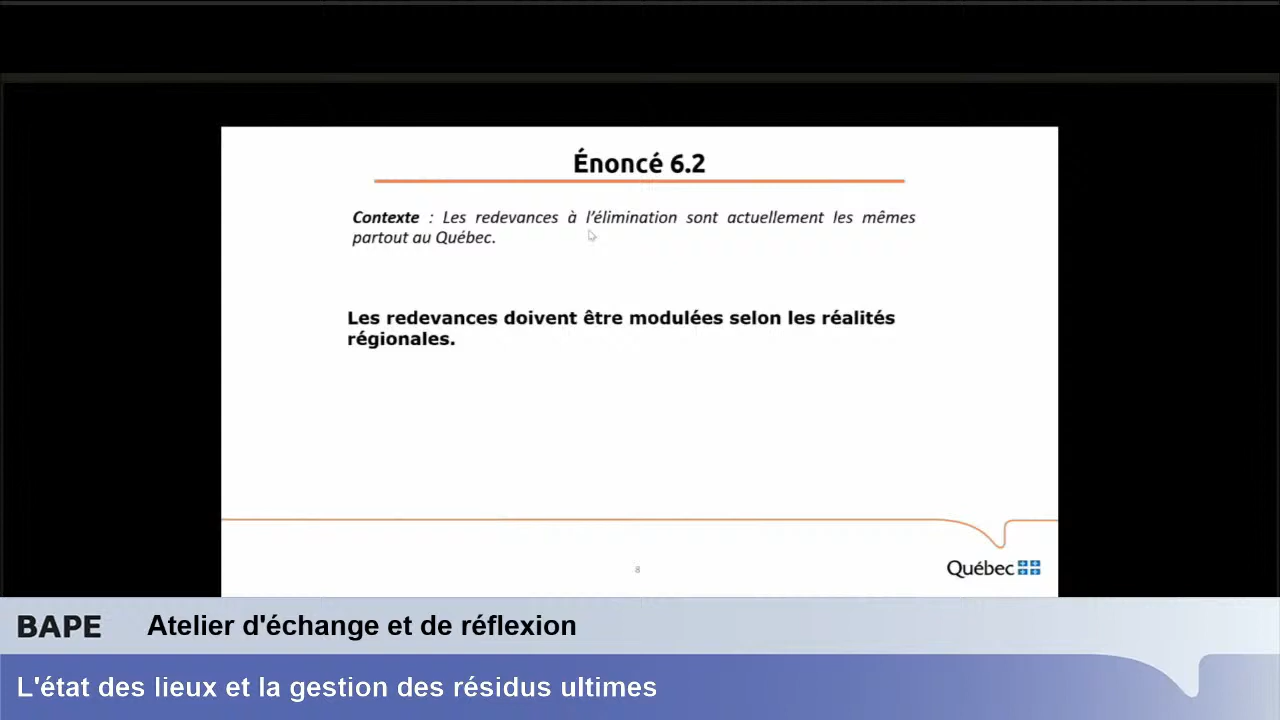 Énoncé 6.2
Contexte : Les redevances à l'élimination sont actuellement les mêmes
partout au Québec.
Les redevances doivent être modulées selon les réalités
régionales.
8
Québec
BAPE Atelier d'échange et de réflexion
L'état des lieux et la gestion des résidus ultimes